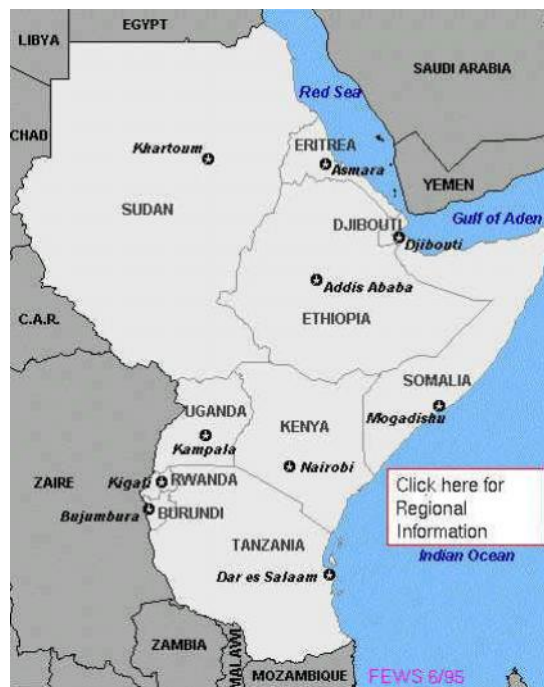 EGYPT
LIBYA
SAUDI ARABIA
Red Sea
CHAD
Khartoum
ERITREA
Asmara
YEMEN
SUDAN
DJIBOUTI
Gulf of Aden
Djibouti
Addis Ababa
C.A.R.
ETHIOPIA
SOMALIA
UGANDA
Mogadishu
KENYA
Kampala
Nairobi
ZAIRE
Kigali
RWANDA
Click here for
Regional
Information
Bujumbura
BURUNDI
TANZANIA
Indian Ocean
Dar es Salaam
ZAMBIA
MALAWI
MOZAMBIQUE
FEWS 6/95